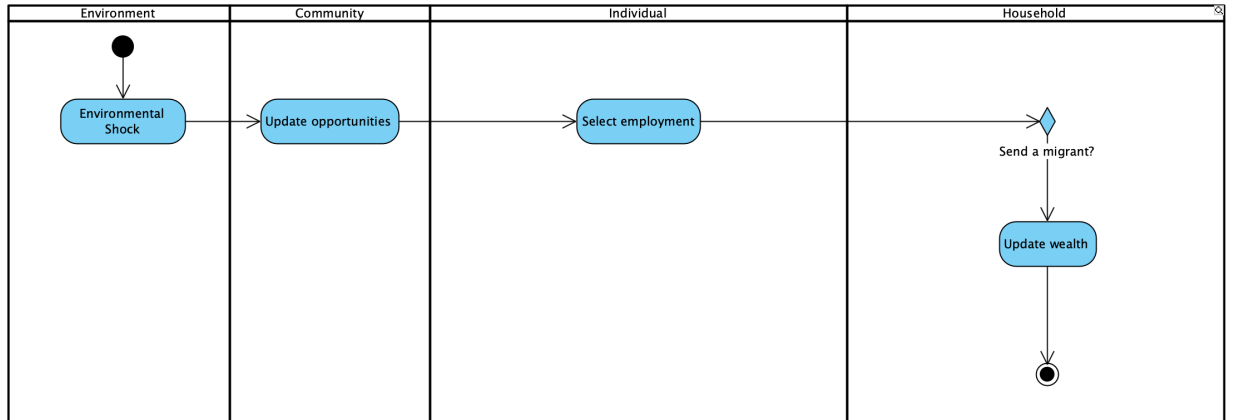 Environment
Community
Individual
Household
Environmental
Shock
Update opportunities
Select employment
Send a migrant?
Update wealth